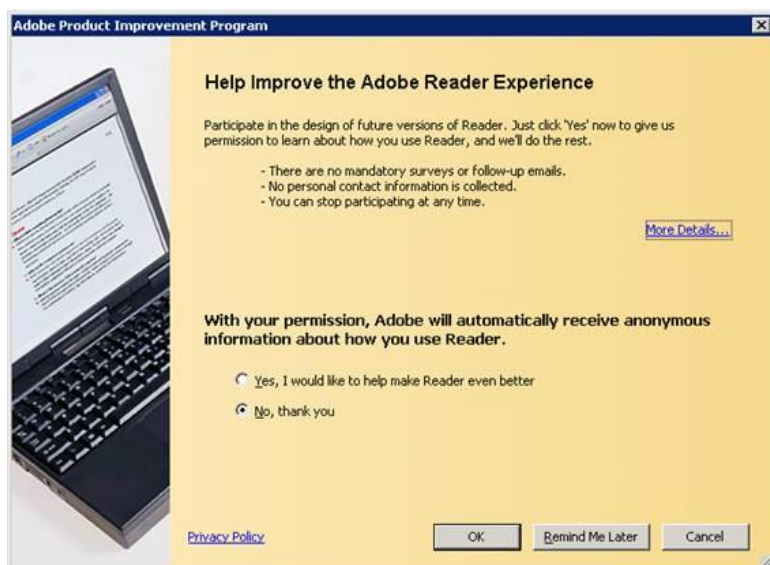 Adobe Product Improvement Program
Help Improve the Adobe Reader Experience
Participate in the design of future versions of Reader. Just click 'Yes' now to give us
permission to learn about how you use Reader, and we'll do the rest.
- There are no mandatory surveys or follow-up emails.
- No personal contact information is collected.
- You can stop participating at any time.
More Details...
With your permission, Adobe will automatically receive anonymous
information about how you use Reader.
Yes, I would like to help make Reader even better
No, thank you
Privacy Policy
OK
Remind Me Later
Cancel